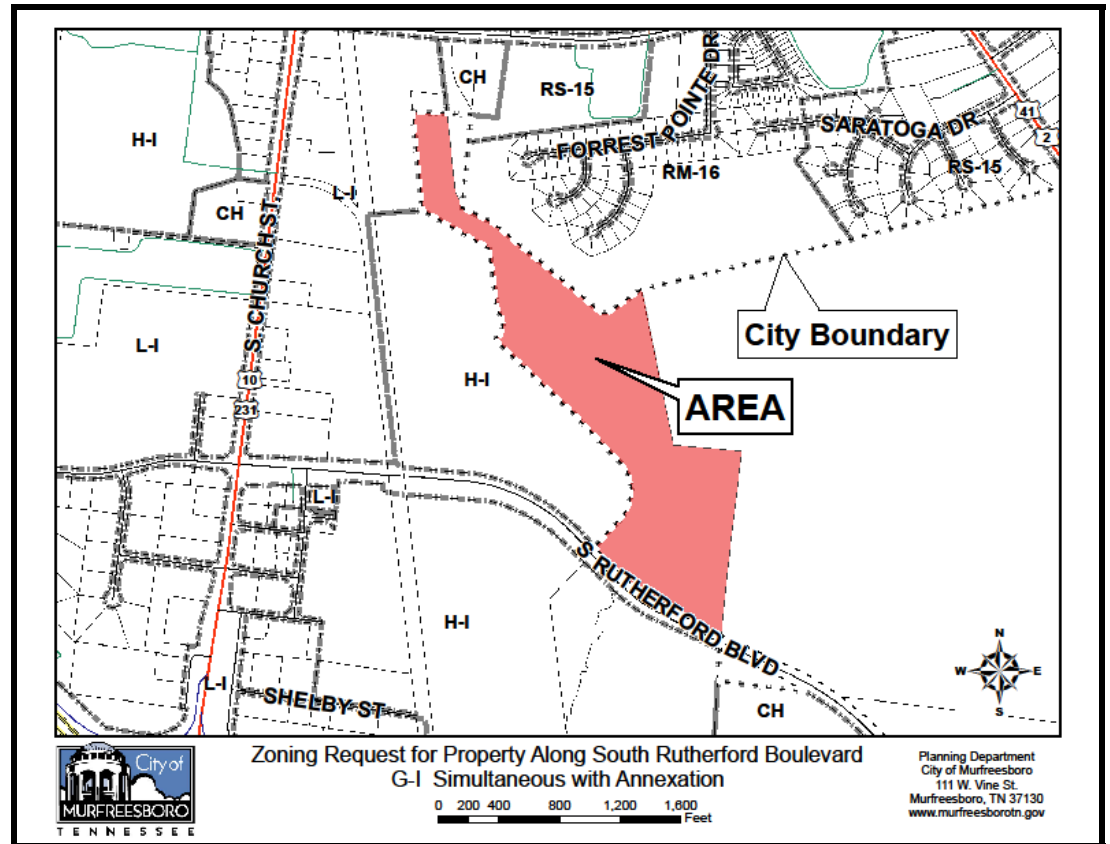 CH
RS-15
FORREST POINTE DR
SARATOGA DR
41
2
H-I
RM-16
RS-15
L-I
CH
S. CHURCH ST
City Boundary
L-I
H-I
10
231
AREA
L-I
S RUTHERFORD BLVD
H-I
N
W
E
S
L-I
SHELBY ST
CH
City of
MURFREESBORO
TENNESSEE
Zoning Request for Property Along South Rutherford Boulevard
G-I Simultaneous with Annexation
0 200 400 800 1,200 1,600
Feet
Planning Department
City of Murfreesboro
111 W. Vine St.
Murfreesboro, TN 37130
www.murfreesborotn.gov